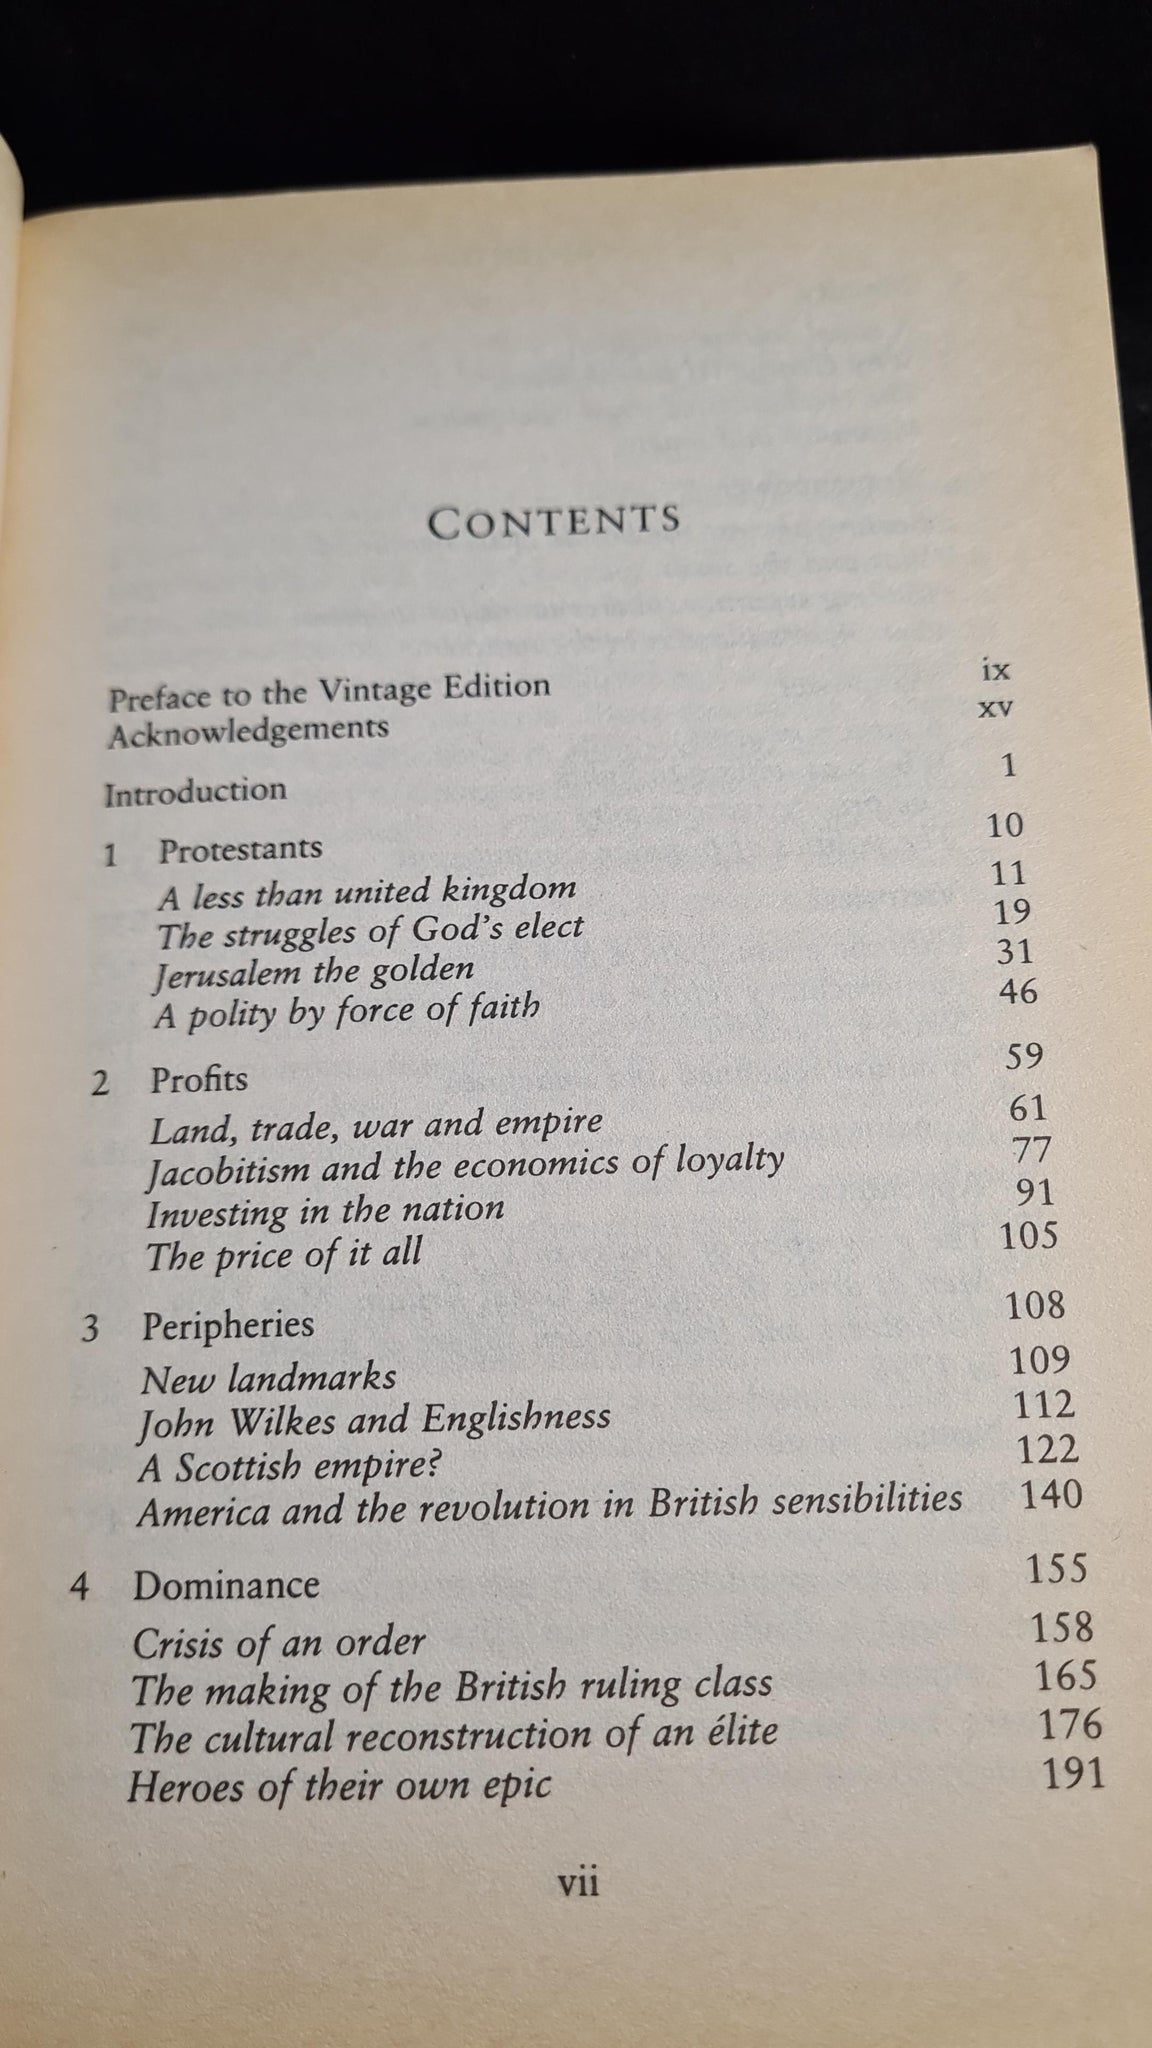 CONTENTS
Preface to the Vintage Edition ix
Acknowledgements xv
Introduction 1
1 Protestants 10
A less than united kingdom 11
The struggles of God's elect 19
Jerusalem the golden 31
A polity by force of faith 46
2 Profits 59
Land, trade, war and empire 61
Jacobitism and the economics of loyalty 77
Investing in the nation 91
The price of it all 105
3 Peripheries 108
New landmarks 109
John Wilkes and Englishness 112
A Scottish empire? 122
America and the revolution in British sensibilities 140
4 Dominance 155
Crisis of an order 158
The making of the British ruling class 165
The cultural reconstruction of an élite 176
Heroes of their own epic 191
vii